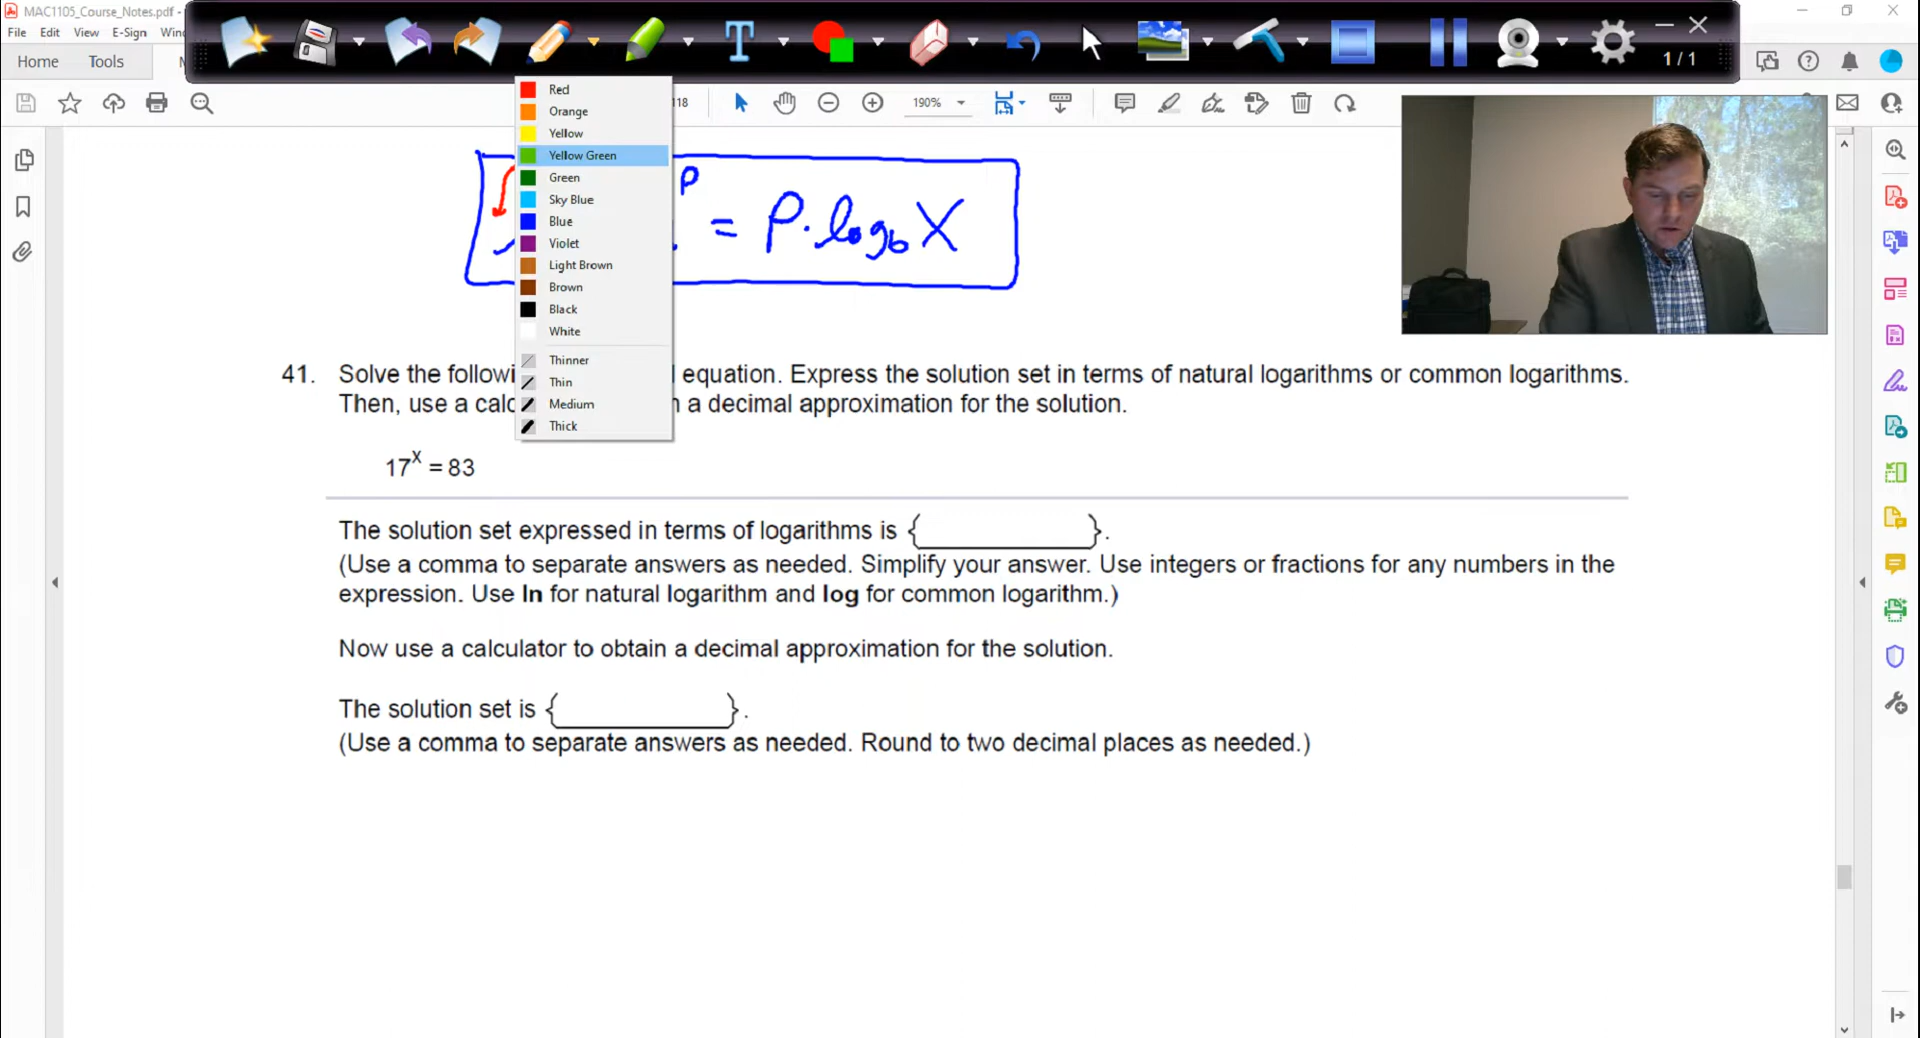 MAC1105_Course_Notes.pdf -
File Edit View E-Sign
Home Tools
1 / 1
118
190%
Red
Orange
Yellow
Yellow Green
Green
Sky Blue
Blue
Violet
Light Brown
Brown
Black
White
Thinner
Thin
Medium
Thick
p
= P · log_b X
41. Solve the equation. Express the solution set in terms of natural logarithms or common logarithms.
Then, use a a decimal approximation for the solution.
17^x = 83
The solution set expressed in terms of logarithms is { }.
(Use a comma to separate answers as needed. Simplify your answer. Use integers or fractions for any numbers in the
expression. Use ln for natural logarithm and log for common logarithm.)
Now use a calculator to obtain a decimal approximation for the solution.
The solution set is { }.
(Use a comma to separate answers as needed. Round to two decimal places as needed.)